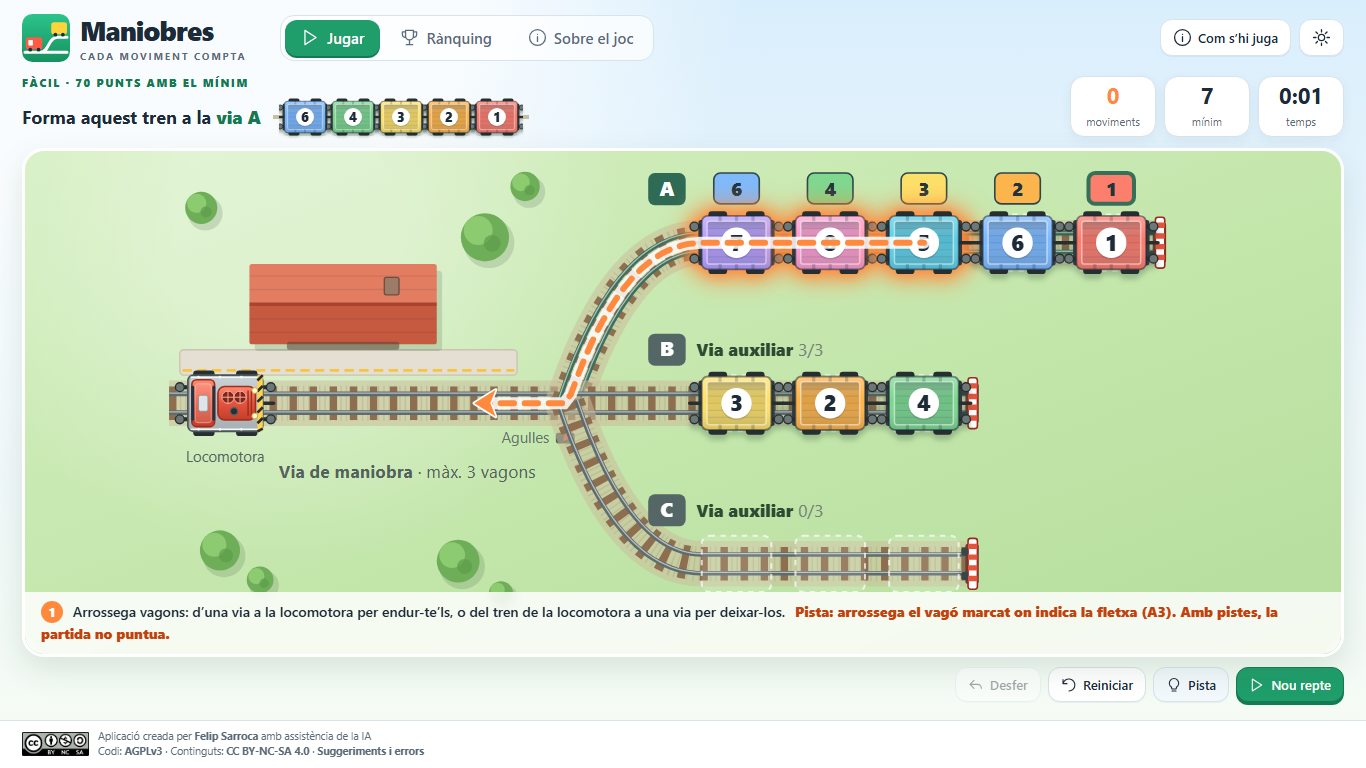 Maniobres
CADA MOVIMENT COMPTA
Jugar
Rànquing
Sobre el joc
Com s'hi juga
FÀCIL · 70 PUNTS AMB EL MÍNIM
Forma aquest tren a la via A
6 4 3 2 1
0
moviments
7
mínim
0:01
temps
A 6 4 3 2 1
6 1
B Via auxiliar 3/3
3 2 4
Agulles
Locomotora
Via de maniobra · màx. 3 vagons
C Via auxiliar 0/3
1 Arrossega vagons: d'una via a la locomotora per endur-te'ls, o del tren de la locomotora a una via per deixar-los. Pista: arrossega el vagó marcat on indica la fletxa (A3). Amb pistes, la
partida no puntua.
Desfer
Reiniciar
Pista
Nou repte
cc BY NC SA
Aplicació creada per Felip Sarroca amb assistència de la IA
Codi: AGPLv3 · Continguts: CC BY-NC-SA 4.0 · Suggeriments i errors